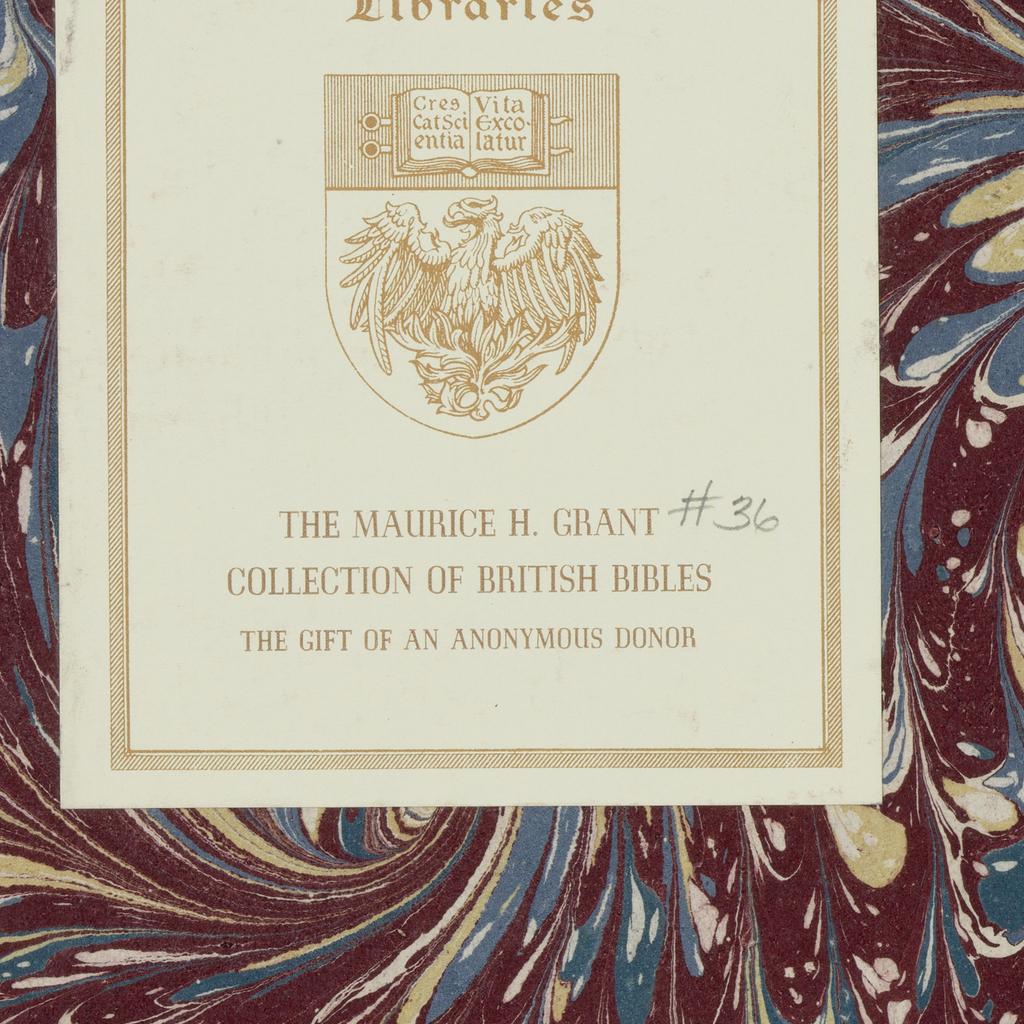 Libraries
Cres Vita
Cat Sci Exco
entia latur
THE MAURICE H. GRANT #36
COLLECTION OF BRITISH BIBLES
THE GIFT OF AN ANONYMOUS DONOR